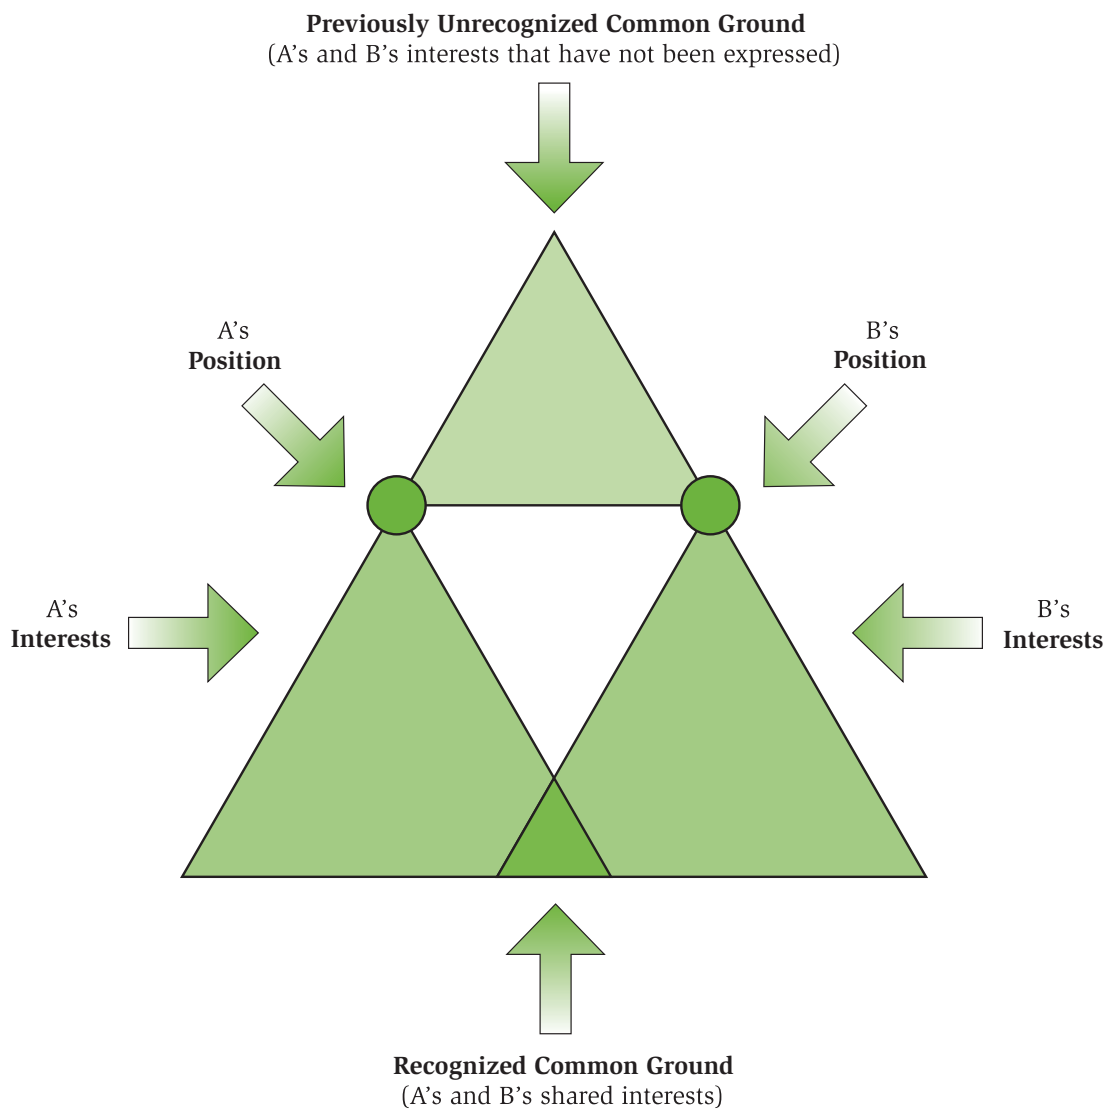 Previously Unrecognized Common Ground
(A’s and B’s interests that have not been expressed)
A’s
Position
B’s
Position
A’s
Interests
B’s
Interests
Recognized Common Ground
(A’s and B’s shared interests)